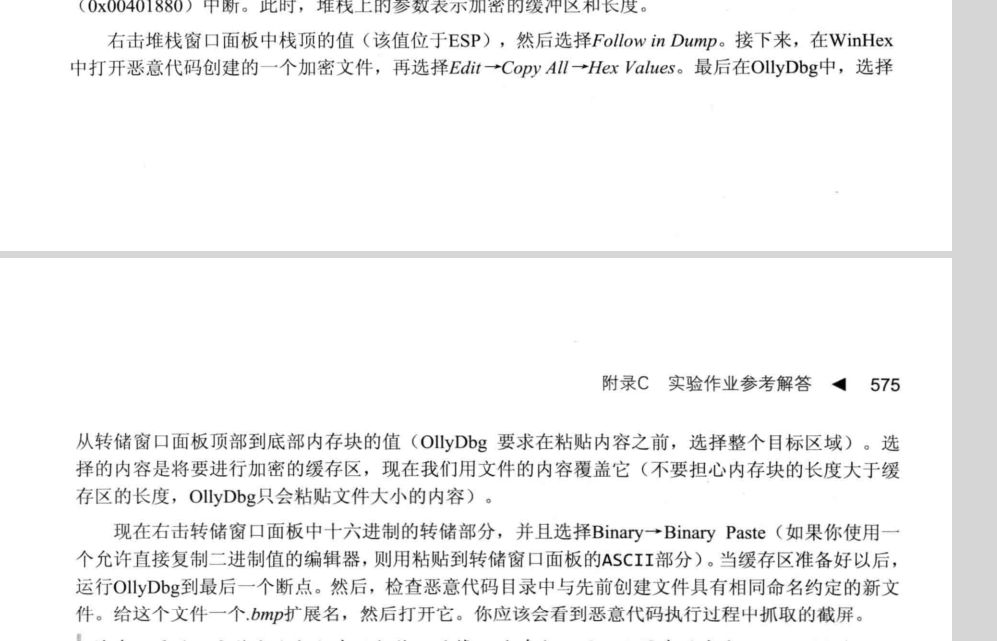 （0x00401880）中断。此时，堆栈上的参数表示加密的缓冲区和长度。
右击堆栈窗口面板中栈顶的值（该值位于ESP），然后选择Follow in Dump。接下来，在WinHex
中打开恶意代码创建的一个加密文件，再选择Edit→Copy All→Hex Values。最后在OllyDbg中，选择
附录C 实验作业参考解答 ◀ 575
从转储窗口面板顶部到底部内存块的值（OllyDbg 要求在粘贴内容之前，选择整个目标区域）。选
择的内容是将要进行加密的缓存区，现在我们用文件的内容覆盖它（不要担心内存块的长度大于缓
存区的长度，OllyDbg只会粘贴文件大小的内容）。
现在右击转储窗口面板中十六进制的转储部分，并且选择Binary→Binary Paste（如果你使用一
个允许直接复制二进制值的编辑器，则用粘贴到转储窗口面板的ASCII部分）。当缓存区准备好以后，
运行OllyDbg到最后一个断点。然后，检查恶意代码目录中与先前创建文件具有相同命名约定的新文
件。给这个文件一个.bmp扩展名，然后打开它。你应该会看到恶意代码执行过程中抓取的截屏。